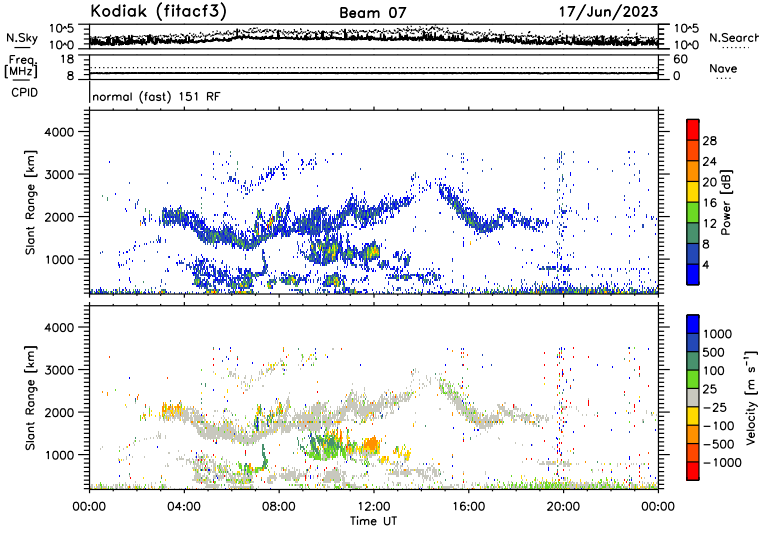 Kodiak (fitacf3) Beam 07 17/Jun/2023
N.Sky 10^5 10^0 10^5 10^0 N.Search
Freq. [MHz] 18 8 60 0 Nave
CPID normal (fast) 151 RF
Slant Range [km] 4000 3000 2000 1000
Power [dB] 28 24 20 16 12 8 4
Slant Range [km] 4000 3000 2000 1000
Velocity [m s^-1] 1000 500 100 25 -25 -100 -500 -1000
00:00 04:00 08:00 12:00 16:00 20:00 00:00
Time UT